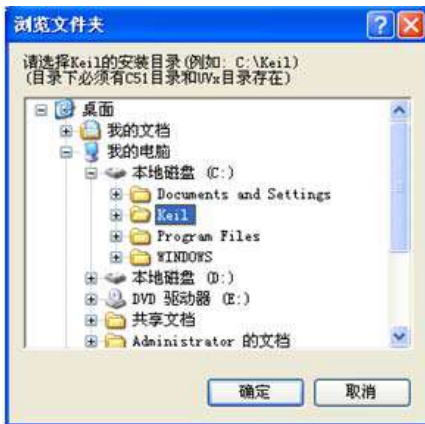 浏览文件夹
请选择Keil的安装目录(例如: C:\Keil)
(目录下必须有C51目录和UVx目录存在)
桌面
我的文档
我的电脑
本地磁盘 (C:)
Documents and Settings
Keil
Program Files
WINDOWS
本地磁盘 (D:)
DVD 驱动器 (E:)
共享文档
Administrator 的文档
确定 取消